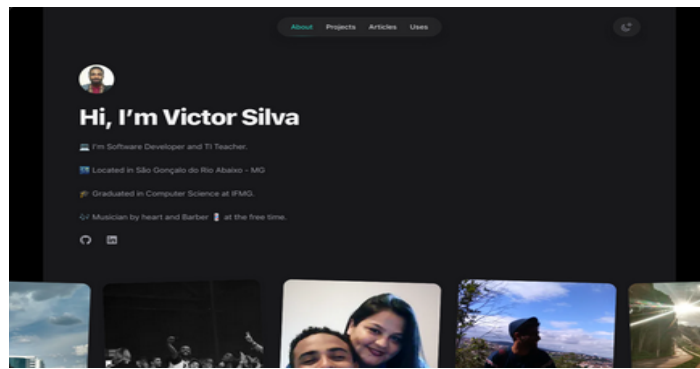 About Projects Articles Uses
Hi, I'm Victor Silva
I'm Software Developer and TI Teacher.
Located in São Gonçalo do Rio Abaixo - MG
Graduated in Computer Science at IFMG.
Musician by heart and Barber 💈 at the free time.